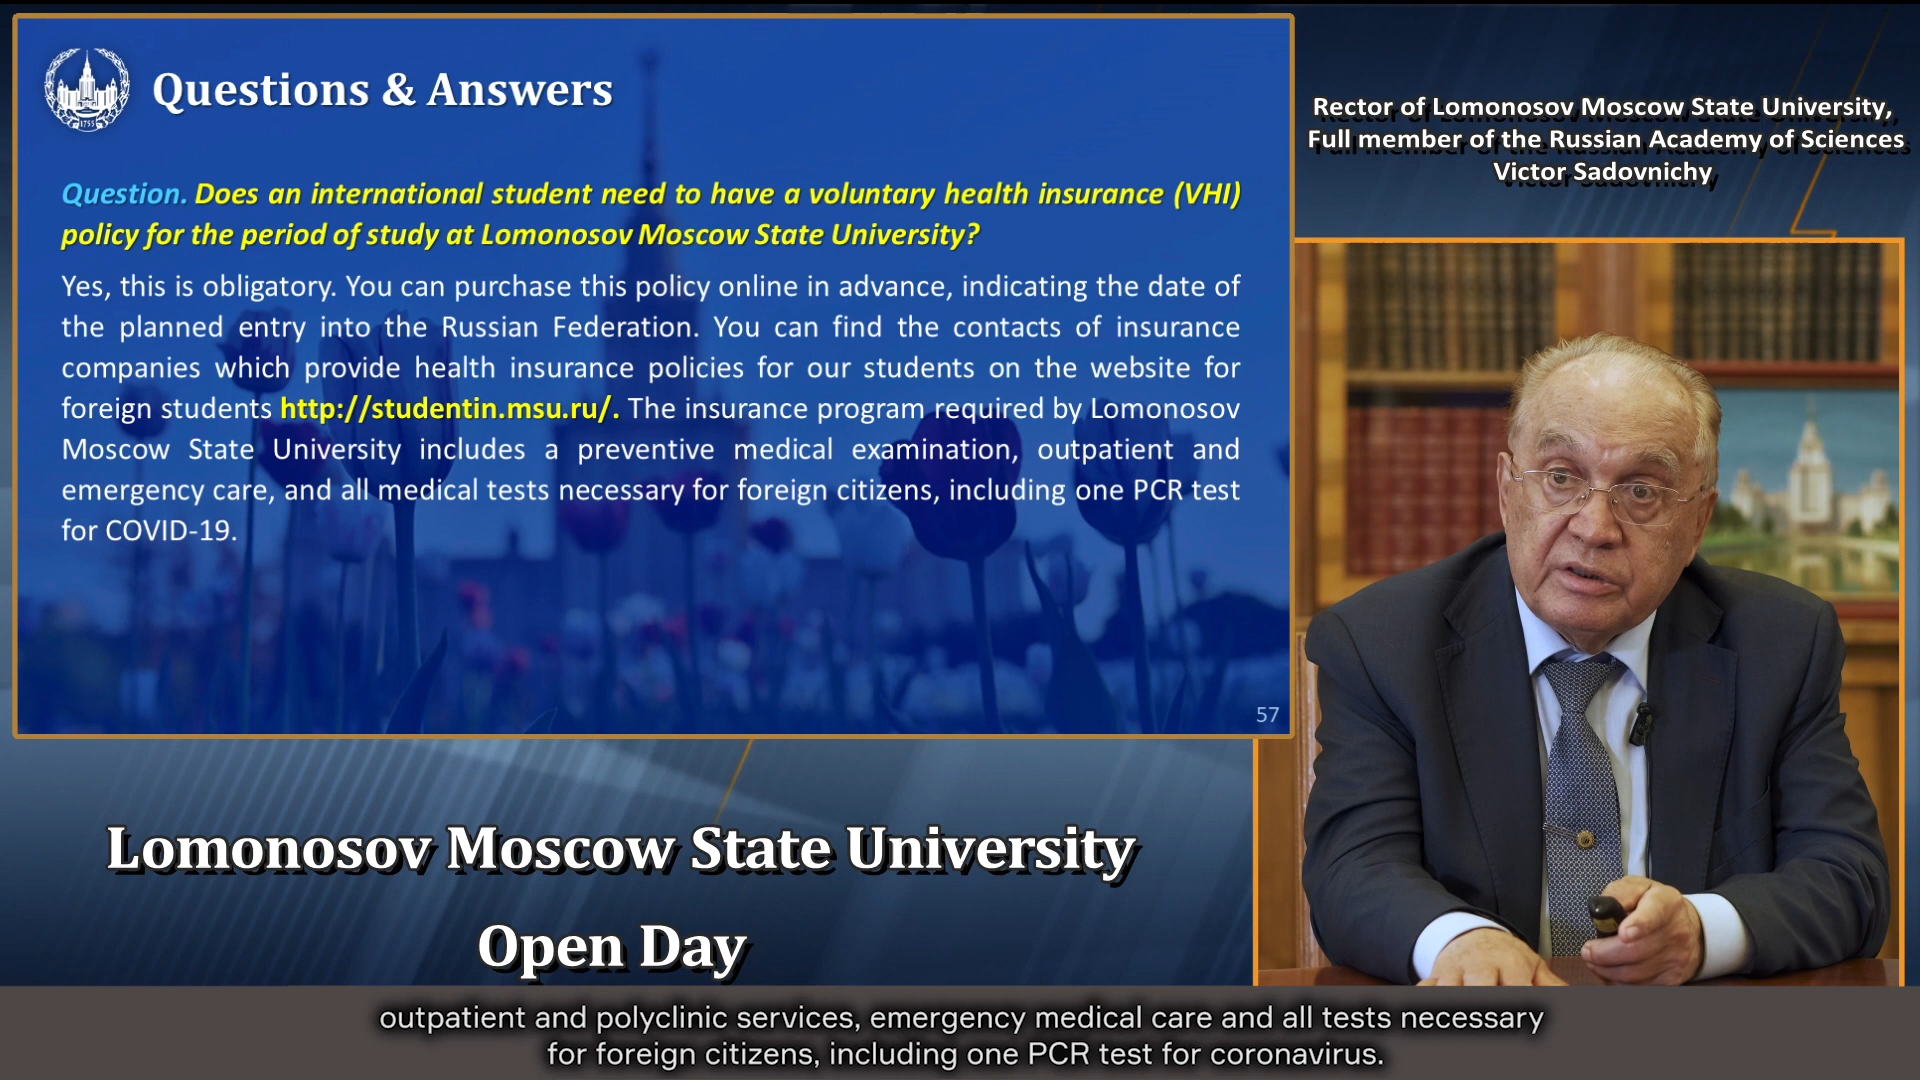 1755
Questions & Answers
Question. Does an international student need to have a voluntary health insurance (VHI)
policy for the period of study at Lomonosov Moscow State University?
Yes, this is obligatory. You can purchase this policy online in advance, indicating the date of
the planned entry into the Russian Federation. You can find the contacts of insurance
companies which provide health insurance policies for our students on the website for
foreign students http://studentin.msu.ru/. The insurance program required by Lomonosov
Moscow State University includes a preventive medical examination, outpatient and
emergency care, and all medical tests necessary for foreign citizens, including one PCR test
for COVID-19.
57
Rector of Lomonosov Moscow State University,
Full member of the Russian Academy of Sciences
Victor Sadovnichy
Lomonosov Moscow State University
Open Day
outpatient and polyclinic services, emergency medical care and all tests necessary
for foreign citizens, including one PCR test for coronavirus.